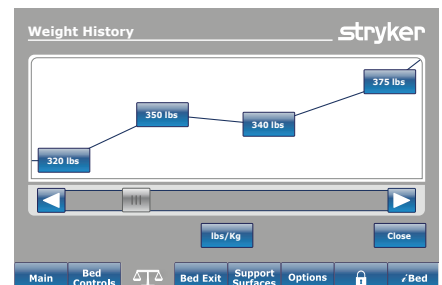 Weight History
stryker
375 lbs
350 lbs
340 lbs
320 lbs
lbs/Kg
Close
Main
Bed Controls
Bed Exit
Support Surfaces
Options
iBed